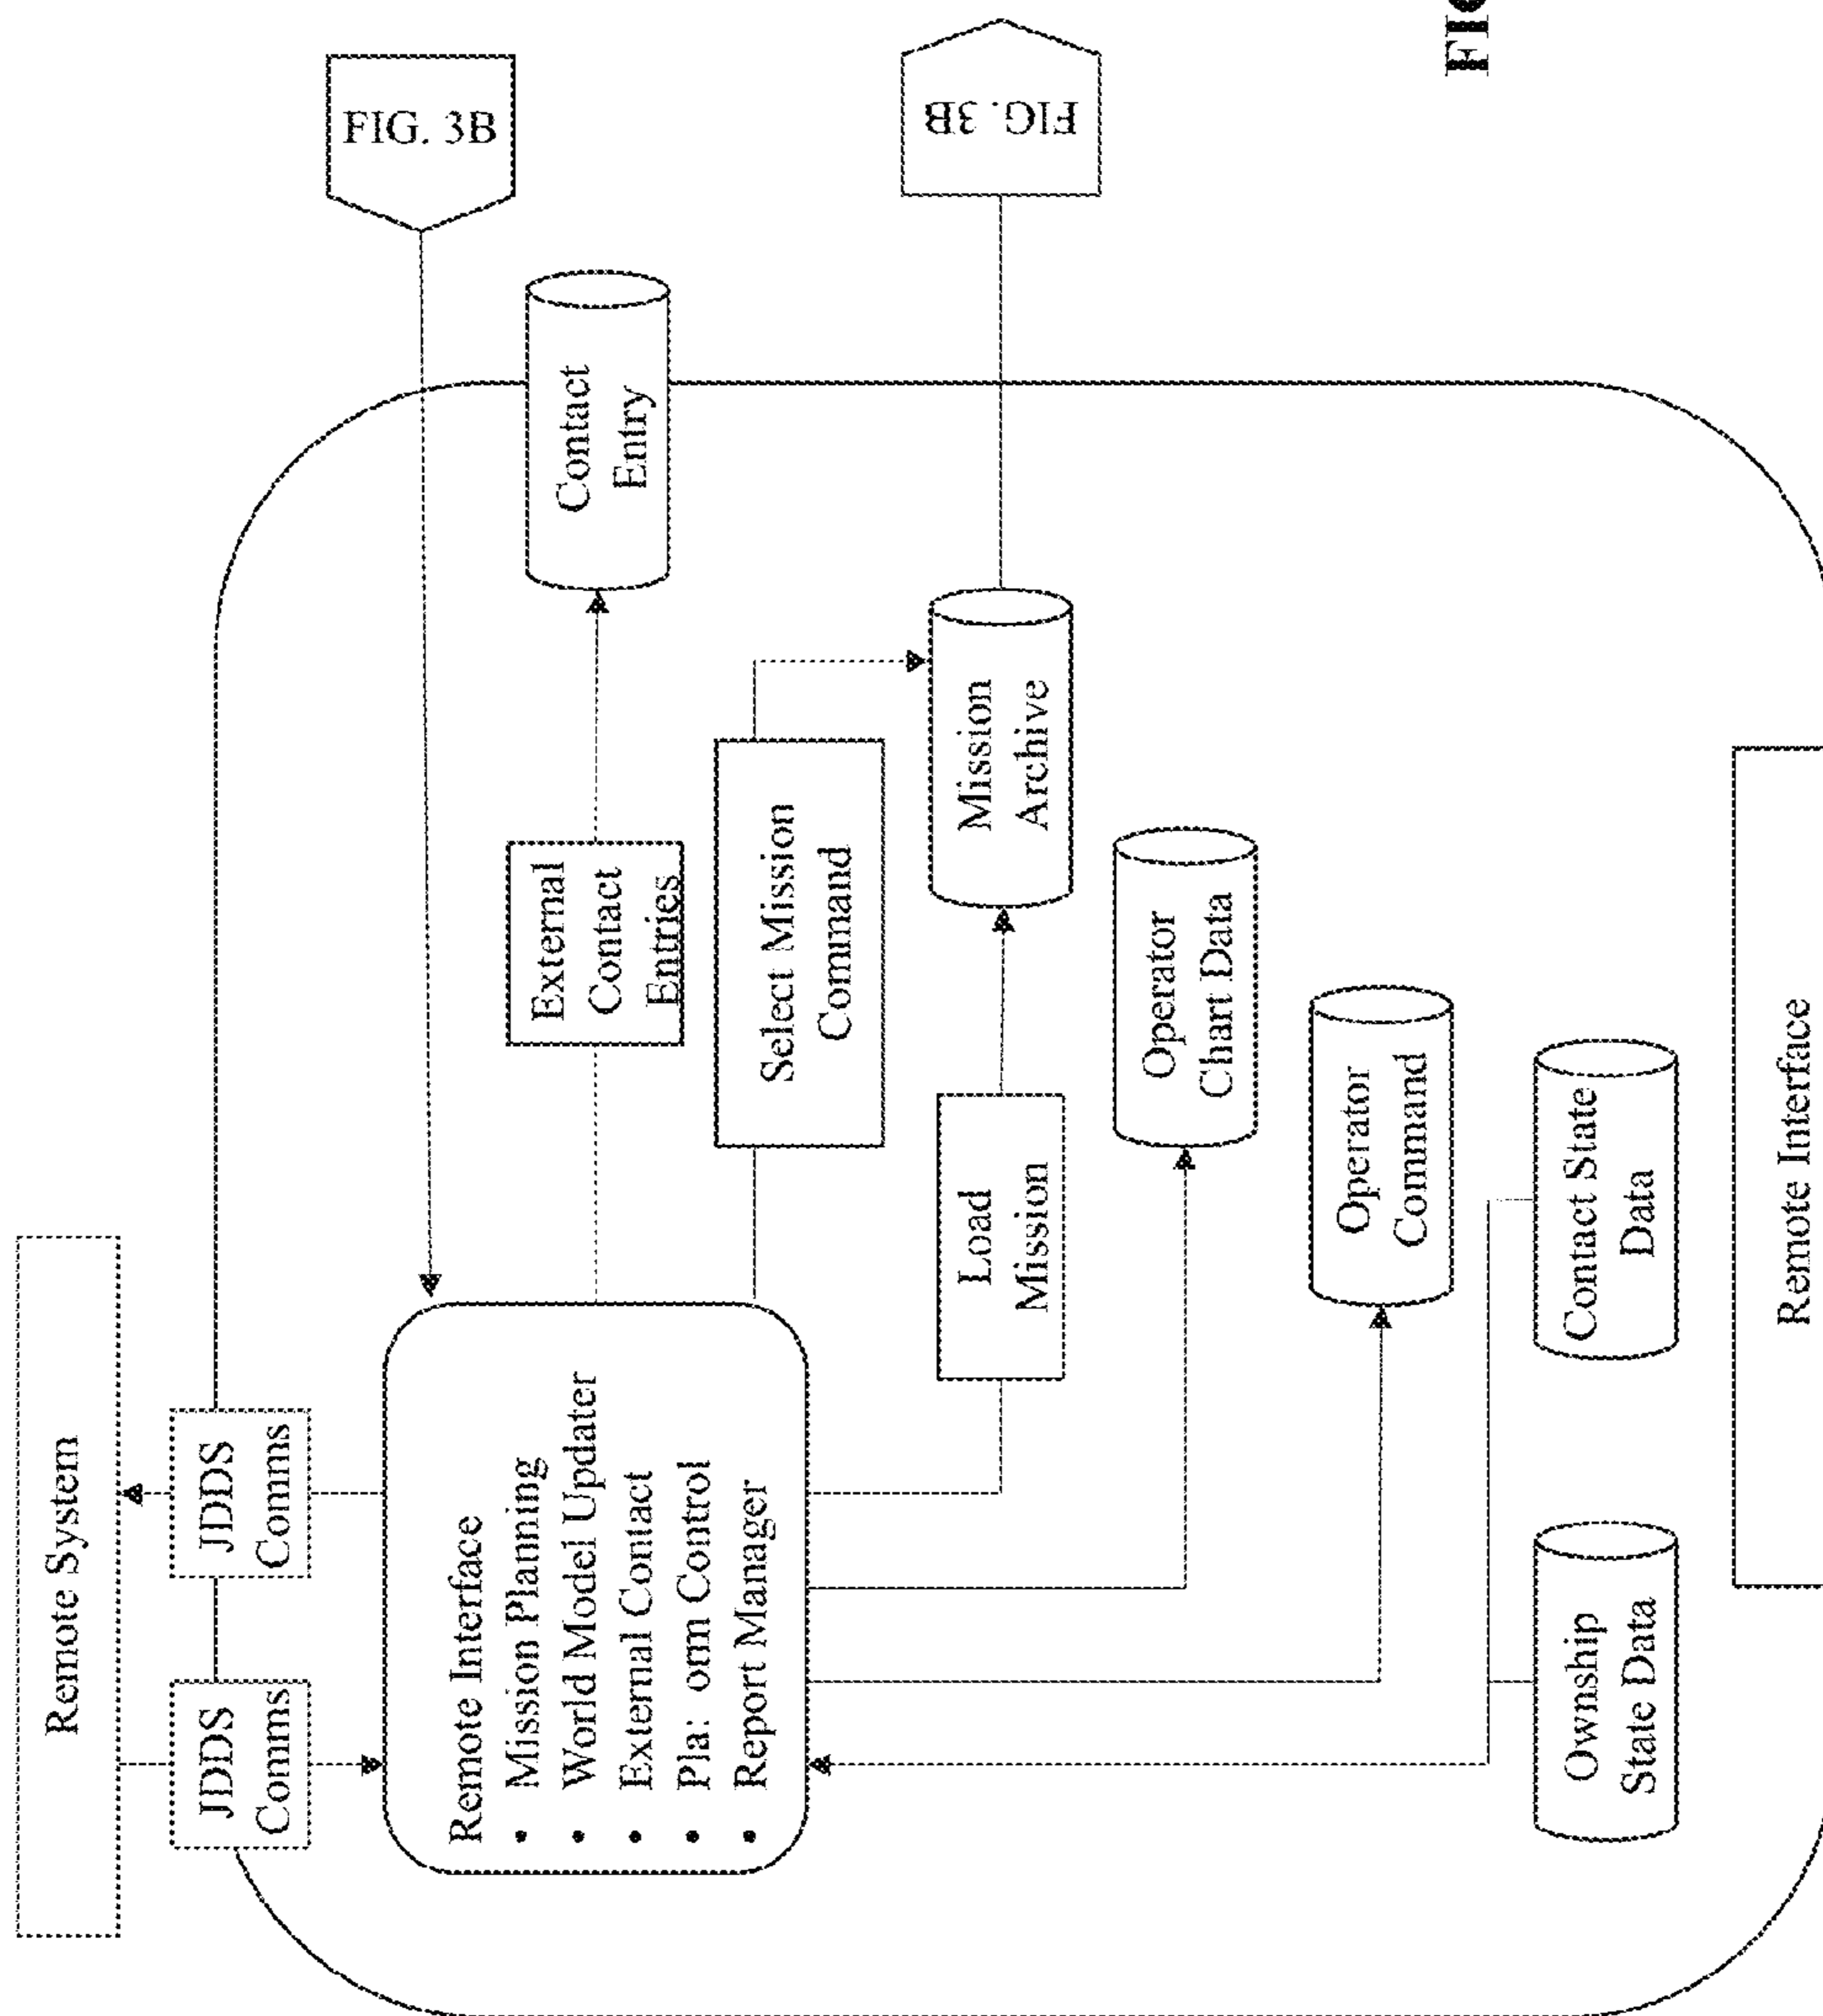 Remote System
JDDS
Comms
JDDS
Comms
Remote Interface
• Mission Planning
• World Model Updater
• External Contact
• Pla: orm Control
• Report Manager
FIG. 3B
External
Contact
Entries
Contact
Entry
Select Mission
Command
Load
Mission
Mission
Archive
FIG. 3B
Operator
Chart Data
Operator
Command
Ownship
State Data
Contact State
Data
Remote Interface